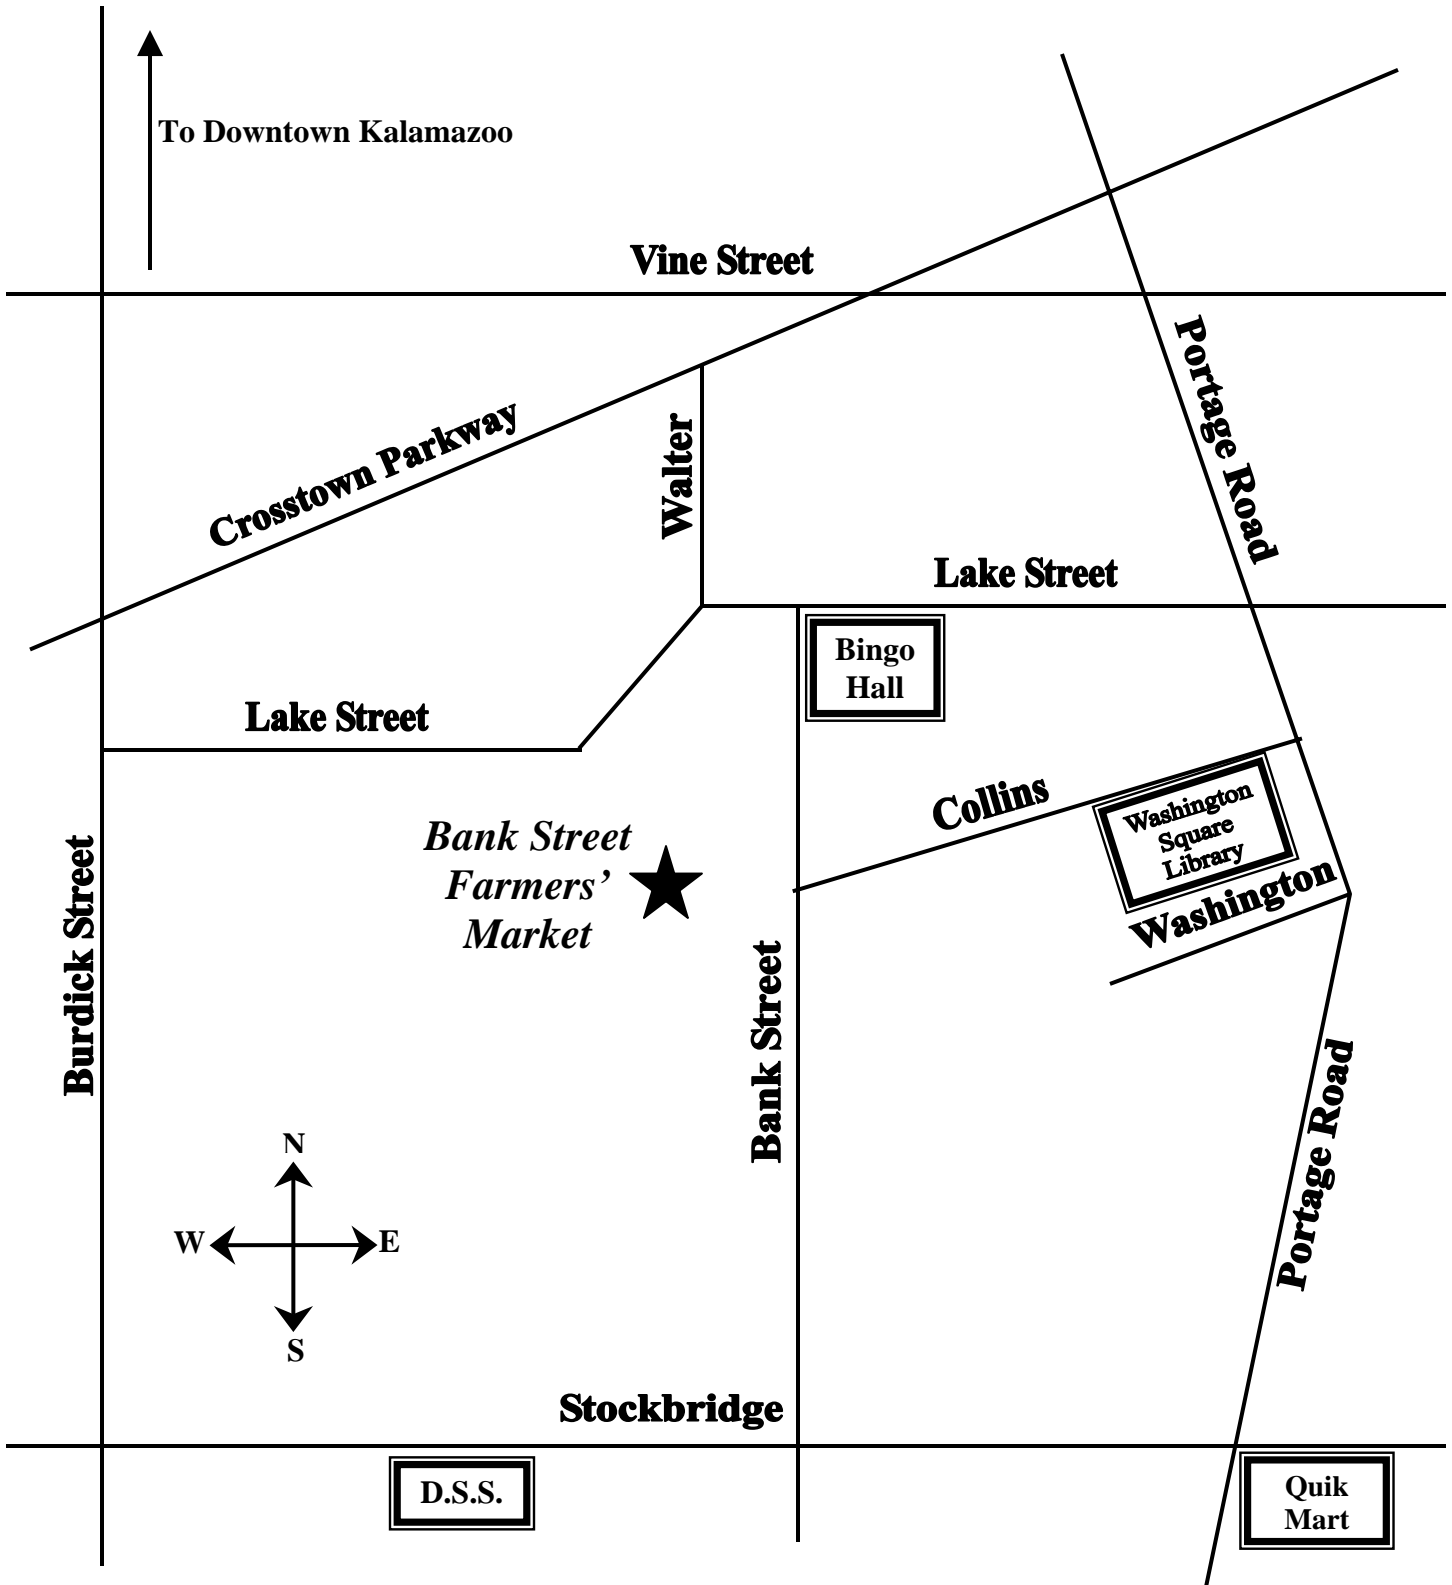 To Downtown Kalamazoo
Vine Street
Portage Road
Crosstown Parkway
Walter
Lake Street
Bingo
Hall
Lake Street
Collins
Washington
Square
Library
Bank Street
Farmers’
Market
Washington
Burdick Street
Bank Street
Portage Road
N
W
E
S
Stockbridge
D.S.S.
Quik
Mart